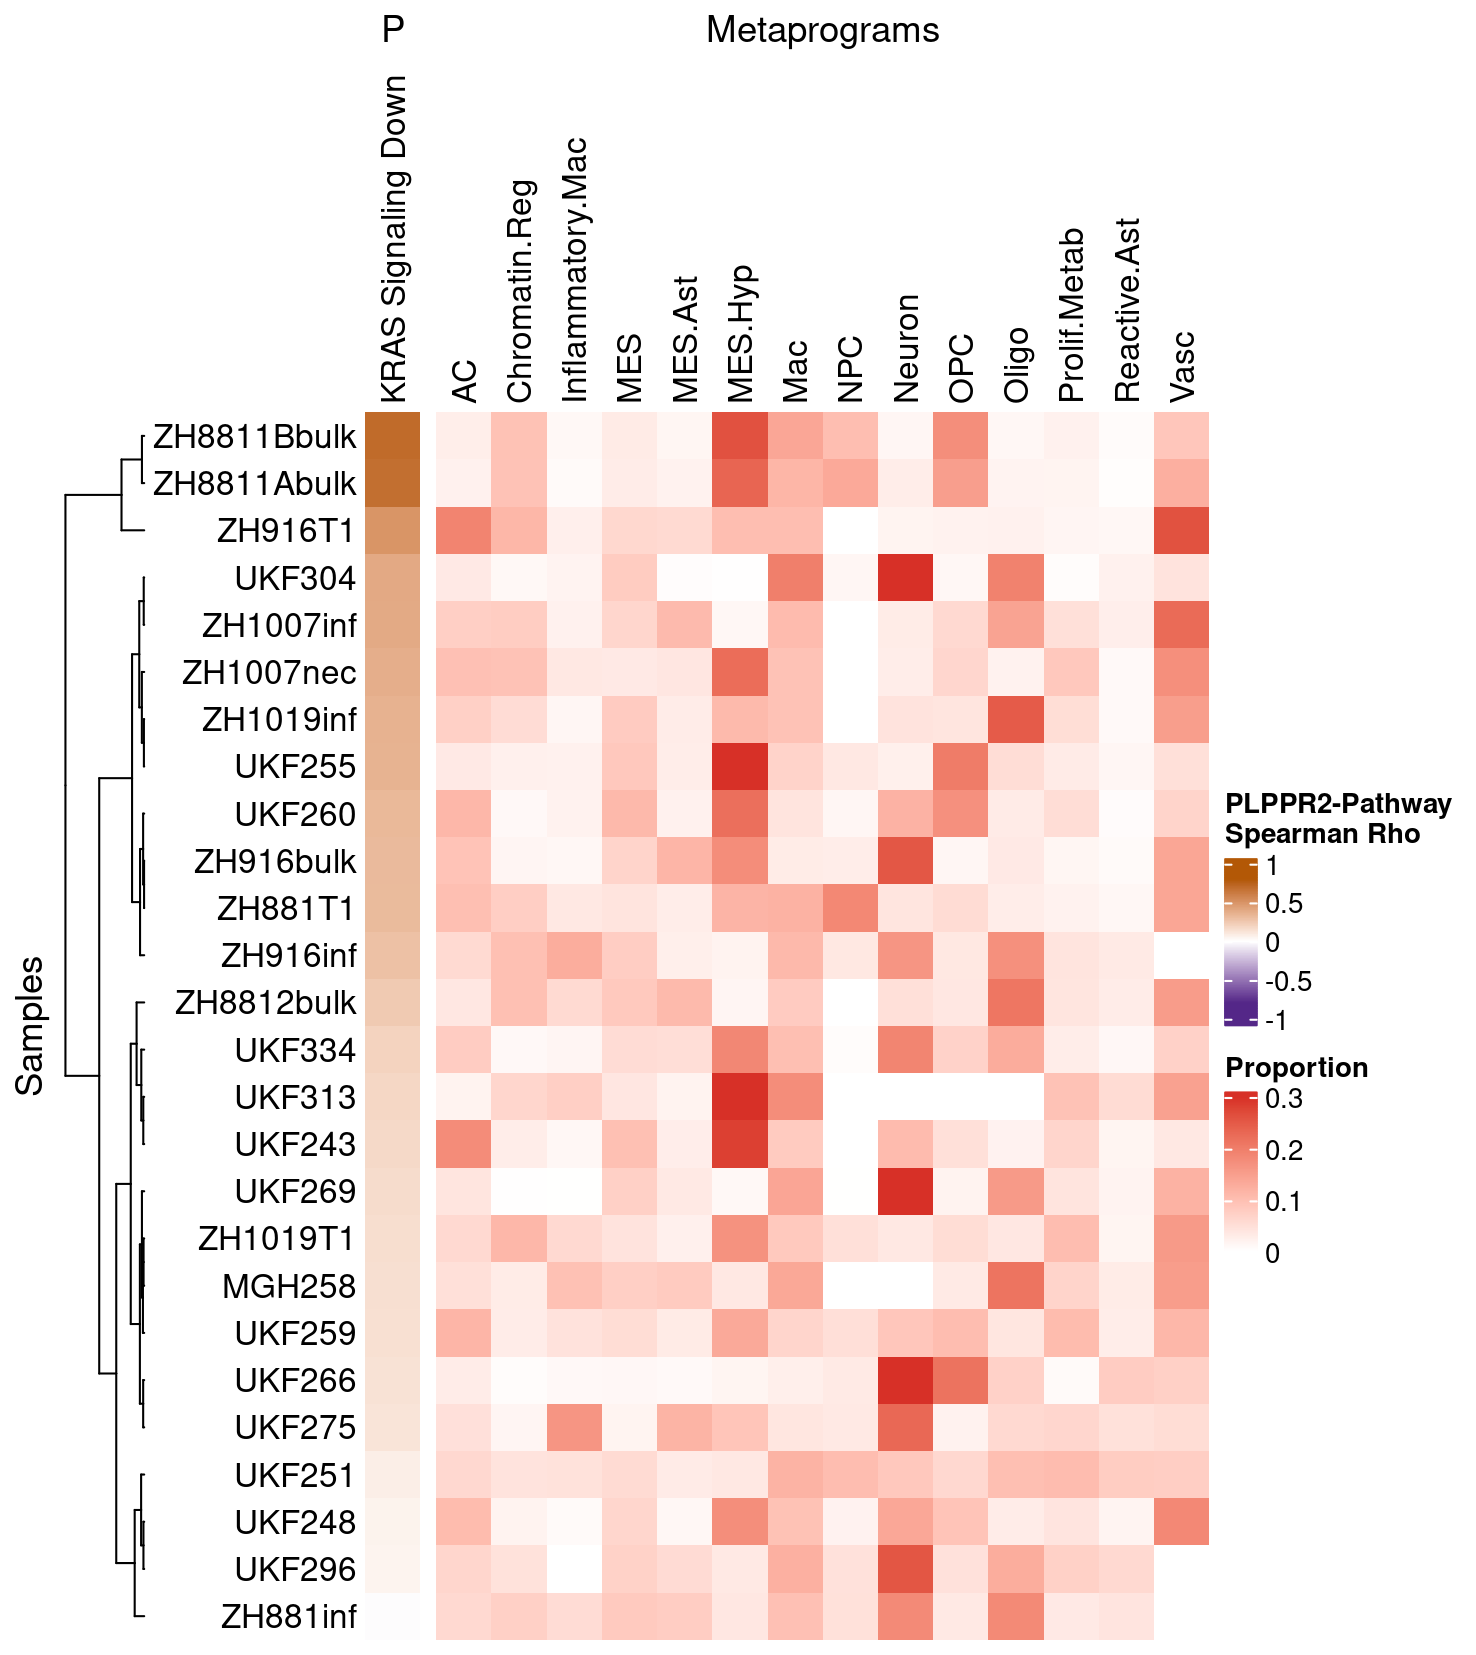 P
Metaprograms
KRAS Signaling Down
AC
Chromatin.Reg
Inflammatory.Mac
MES
MES.Ast
MES.Hyp
Mac
NPC
Neuron
OPC
Oligo
Prolif.Metab
Reactive.Ast
Vasc
Samples
ZH8811Bbulk
ZH8811Abulk
ZH916T1
UKF304
ZH1007inf
ZH1007nec
ZH1019inf
UKF255
UKF260
ZH916bulk
ZH881T1
ZH916inf
ZH8812bulk
UKF334
UKF313
UKF243
UKF269
ZH1019T1
MGH258
UKF259
UKF266
UKF275
UKF251
UKF248
UKF296
ZH881inf
PLPPR2-Pathway
Spearman Rho
1
0.5
0
-0.5
-1
Proportion
0.3
0.2
0.1
0